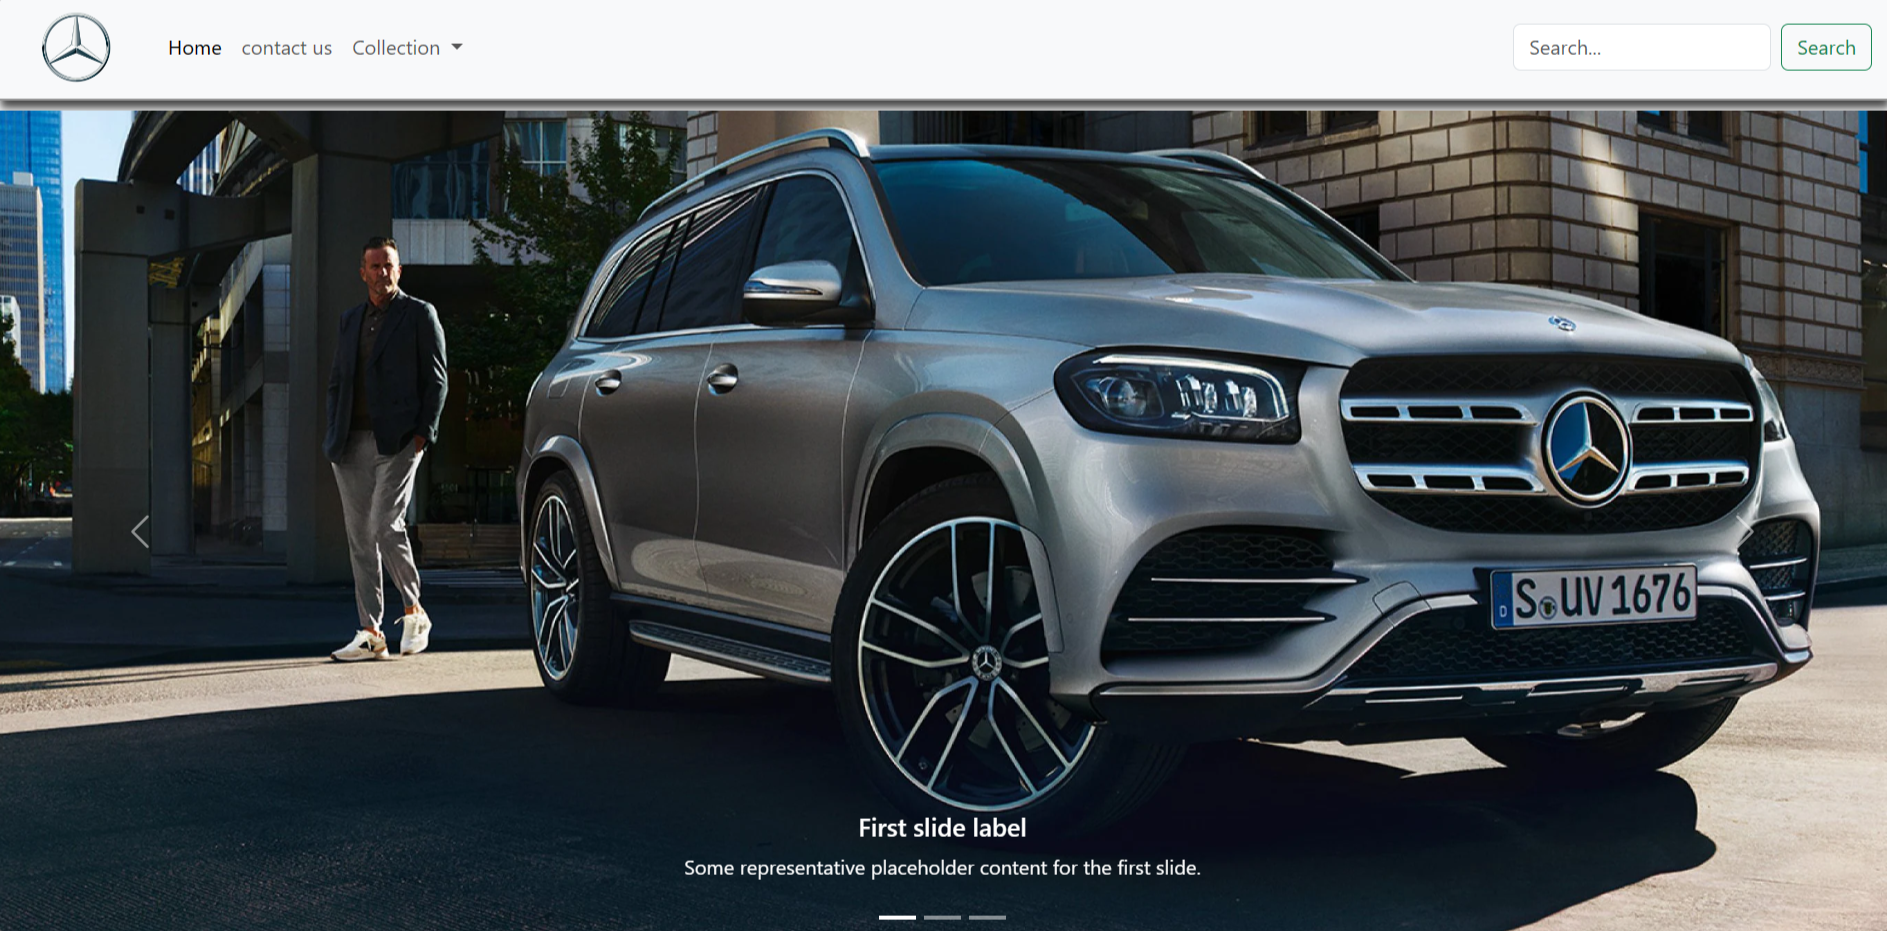 Home contact us Collection
Search... Search
S UV 1676
D
First slide label
Some representative placeholder content for the first slide.